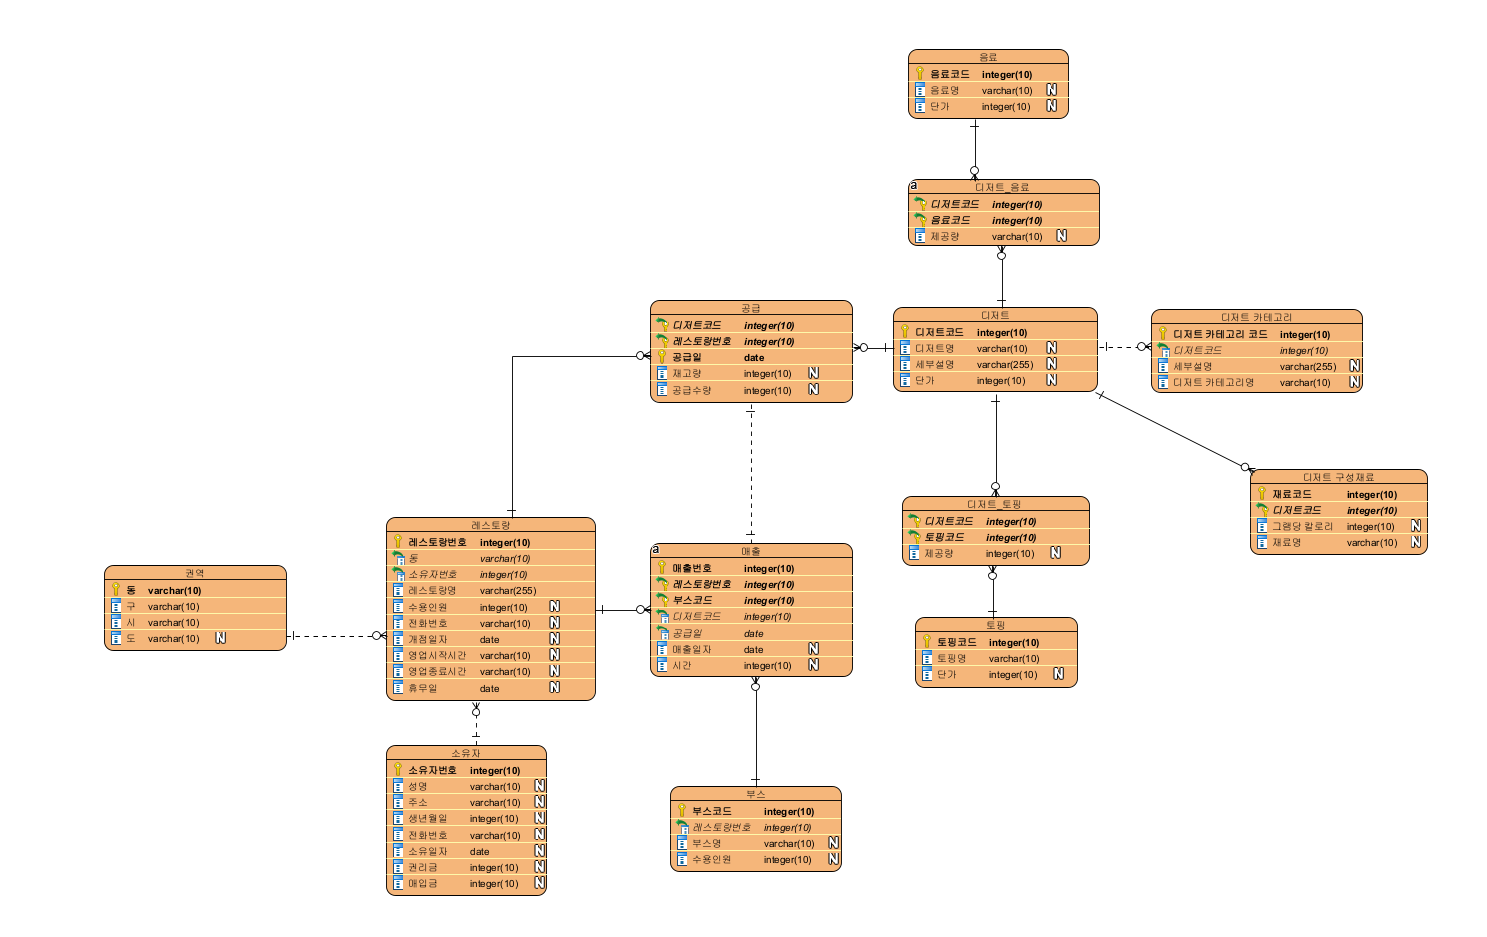 음료
음료코드 integer(10)
음료명 varchar(10) N
단가 integer(10) N
a 디저트_음료
디저트코드 integer(10)
음료코드 integer(10)
제공량 varchar(10) N
공급
디저트코드 integer(10)
레스토랑번호 integer(10)
공급일 date
재고량 integer(10) N
공급수량 integer(10) N
디저트
디저트코드 integer(10)
디저트명 varchar(10) N
세부설명 varchar(255) N
단가 integer(10) N
디저트 카테고리
디저트 카테고리 코드 integer(10)
디저트코드 integer(10)
세부설명 varchar(255) N
디저트 카테고리명 varchar(10) N
디저트 구성재료
재료코드 integer(10)
디저트코드 integer(10)
그램당 칼로리 integer(10) N
재료명 varchar(10) N
디저트_토핑
디저트코드 integer(10)
토핑코드 integer(10)
제공량 integer(10) N
토핑
토핑코드 integer(10)
토핑명 varchar(10)
단가 integer(10) N
레스토랑
레스토랑번호 integer(10)
동 varchar(10)
소유자번호 integer(10)
레스토랑명 varchar(255)
수용인원 integer(10) N
전화번호 varchar(10) N
개점일자 date N
영업시작시간 varchar(10) N
영업종료시간 varchar(10) N
휴무일 date N
a 매출
매출번호 integer(10)
레스토랑번호 integer(10)
부스코드 integer(10)
디저트코드 integer(10)
공급일 date
매출일자 date N
시간 integer(10) N
권역
동 varchar(10)
구 varchar(10)
시 varchar(10)
도 varchar(10) N
소유자
소유자번호 integer(10)
성명 varchar(10) N
주소 varchar(10) N
생년월일 integer(10) N
전화번호 varchar(10) N
소유일자 date N
권리금 integer(10) N
매입금 integer(10) N
부스
부스코드 integer(10)
레스토랑번호 integer(10)
부스명 varchar(10) N
수용인원 integer(10) N